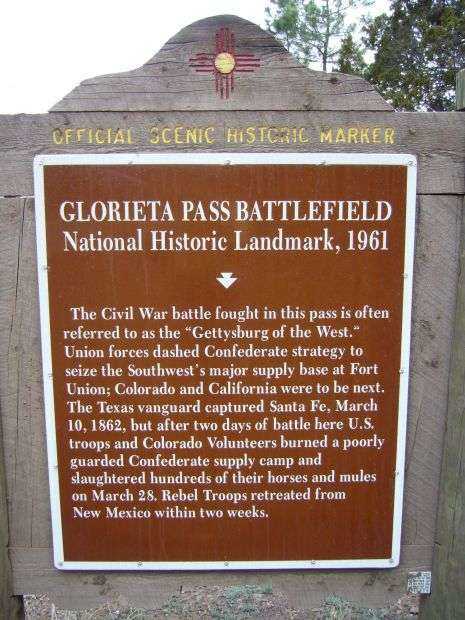 OFFICIAL SCENIC HISTORIC MARKER
GLORIETA PASS BATTLEFIELD
National Historic Landmark, 1961
The Civil War battle fought in this pass is often
referred to as the “Gettysburg of the West.“
Union forces dashed Confederate strategy to
seize the Southwest's major supply base at Fort
Union; Colorado and California were to be next.
The Texas vanguard captured Santa Fe, March
10, 1862, but after two days of battle here U.S.
troops and Colorado Volunteers burned a poorly
guarded Confederate supply camp and
slaughtered hundreds of their horses and mules
on March 28. Rebel Troops retreated from
New Mexico within two weeks.